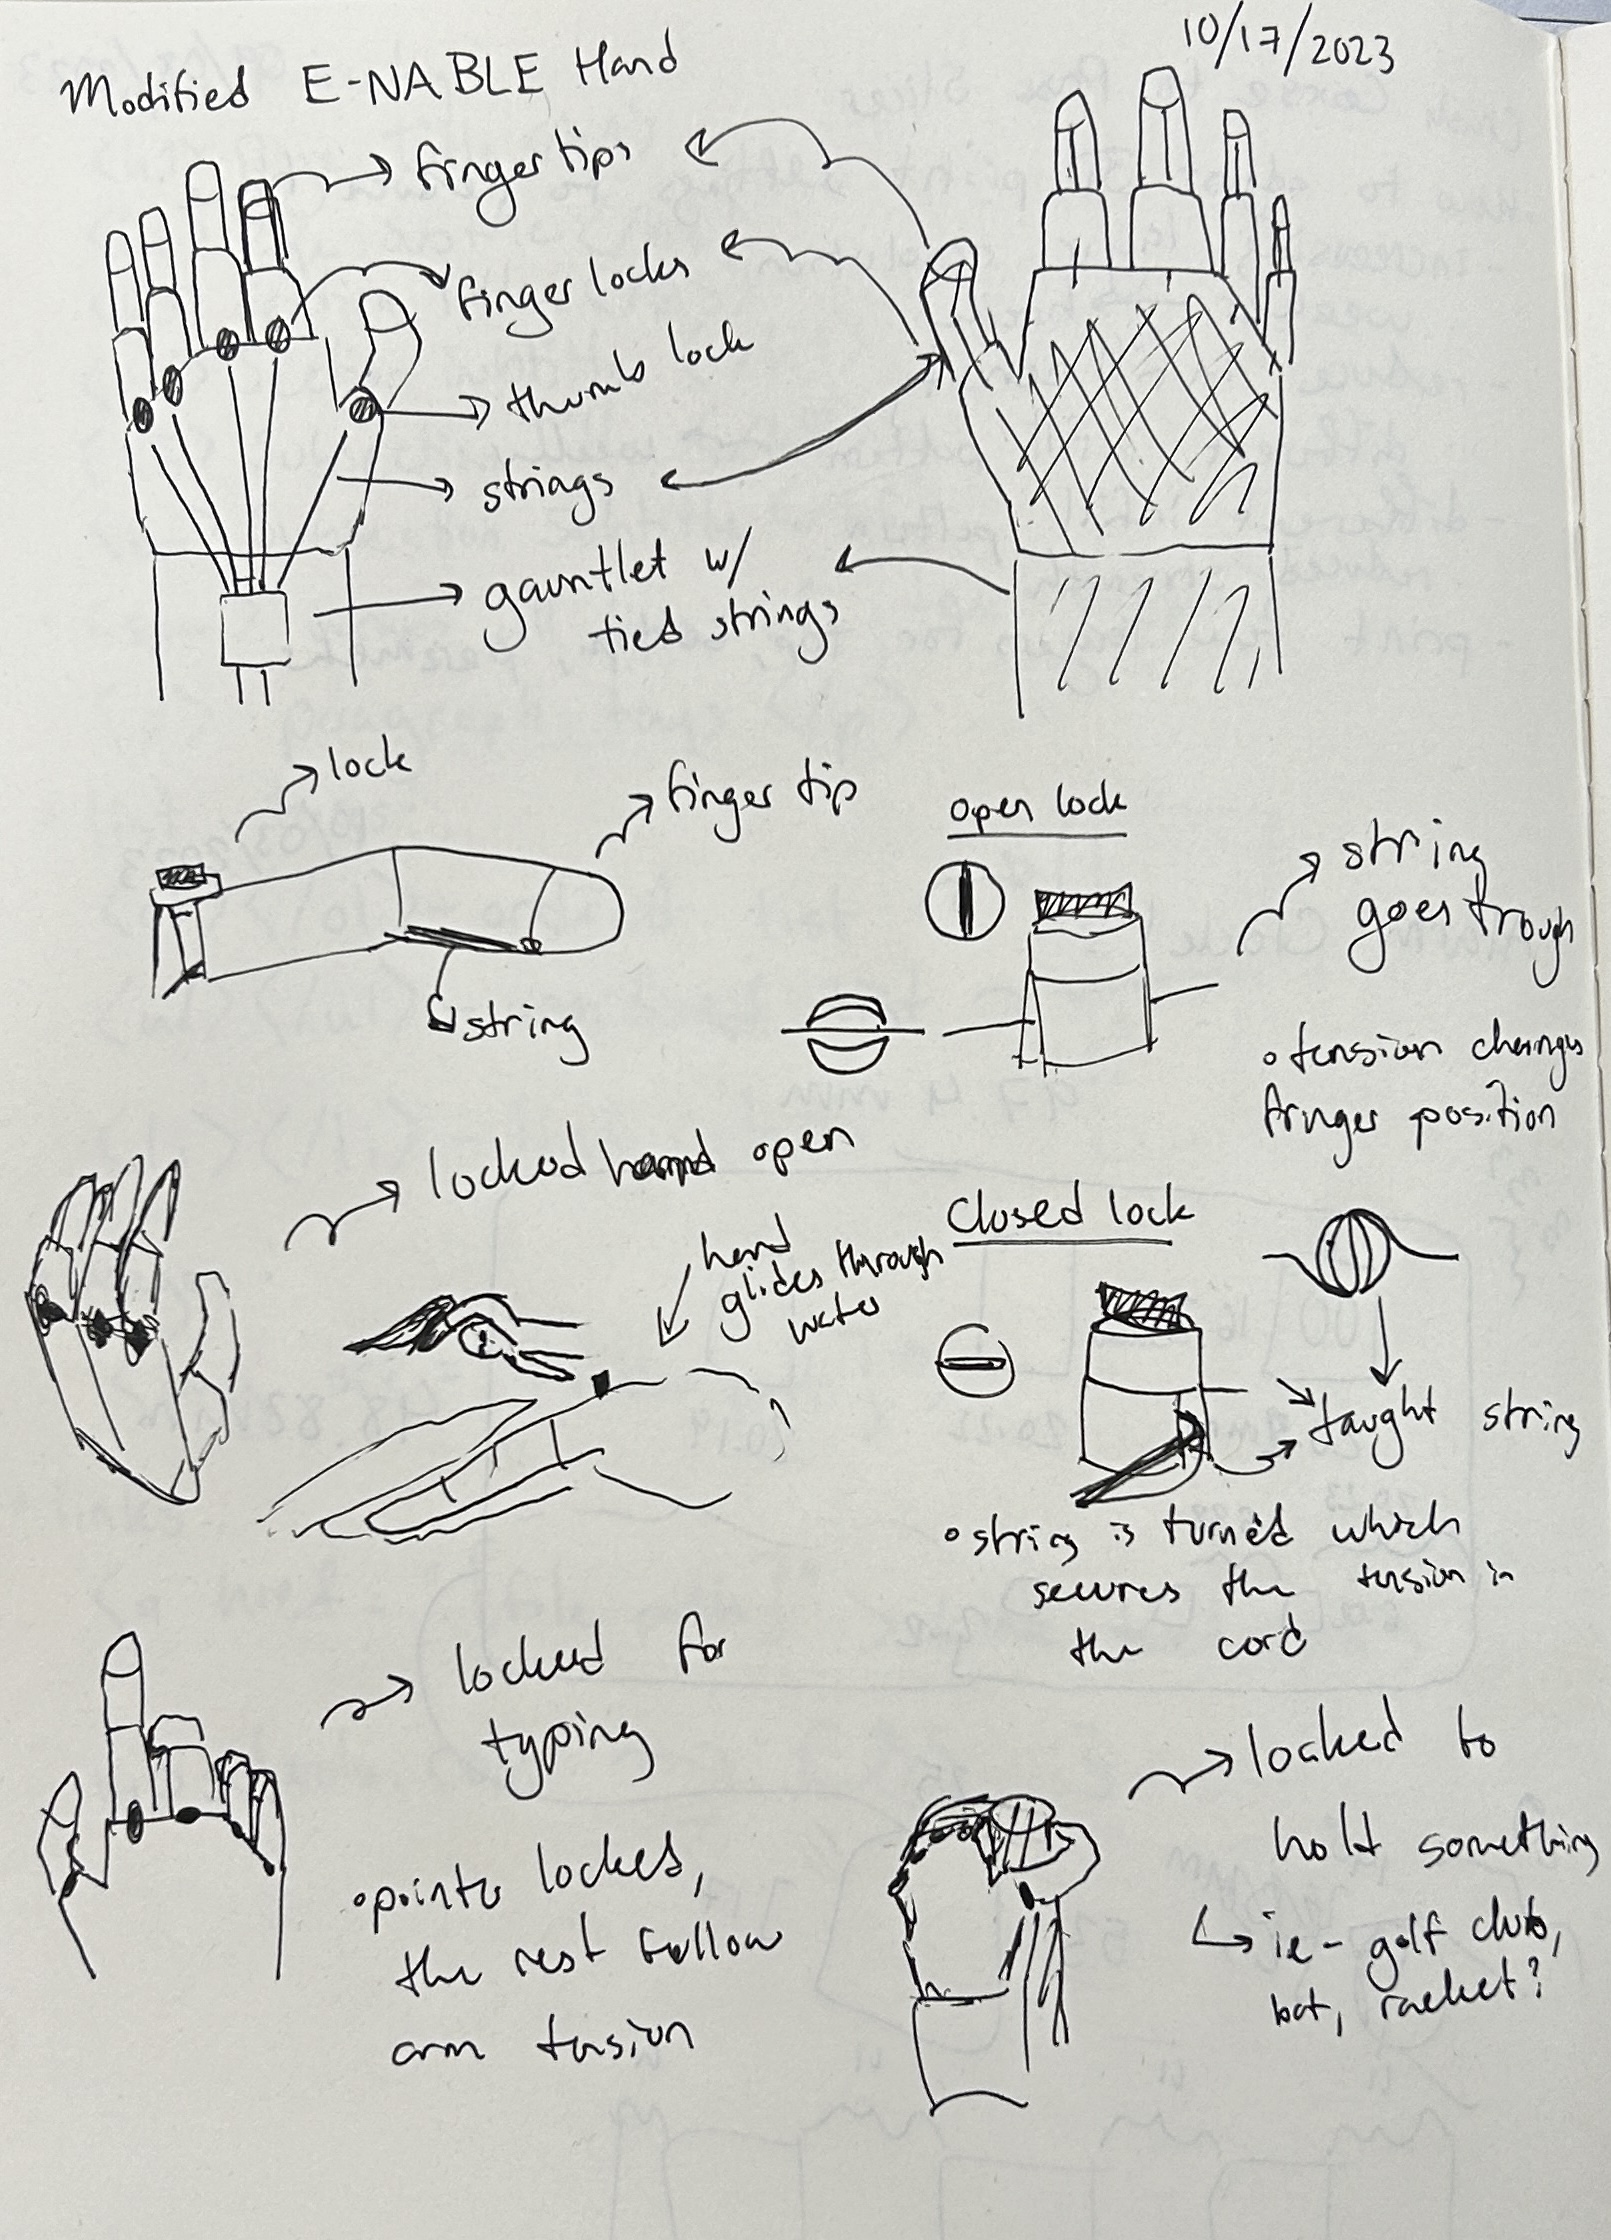 10/17/2023
Modified E-NABLE Hand
finger tips
finger locks
thumb lock
strings
gauntlet w/
tied strings
lock
finger tip
string
open lock
string
goes trough
o tension changes
finger position
locked hand open
hand
glides through
water
Closed lock
taught string
o string is turned which
secures the tension in
the cord
locked for
typing
o pointer locked,
the rest follow
arm tension
locked to
hold something
ie - golf club,
bat, racket?